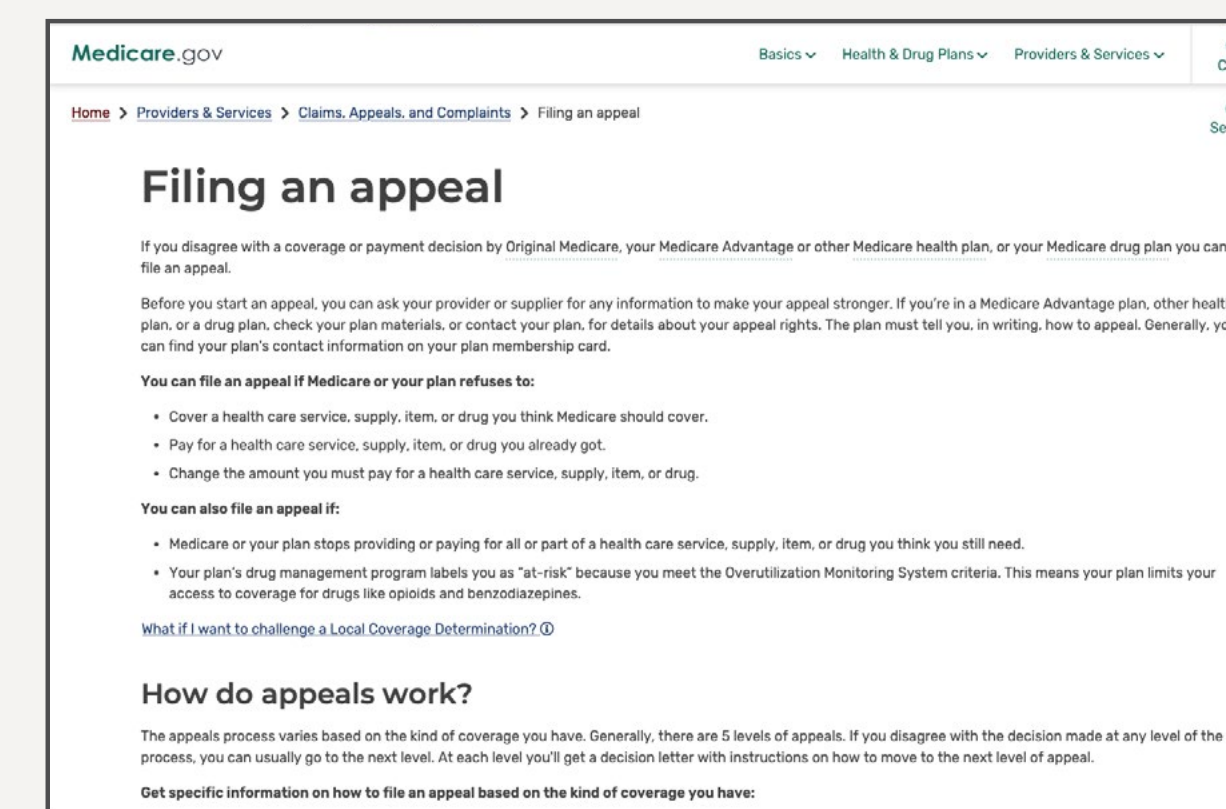 Medicare.gov
Basics Health & Drug Plans Providers & Services
Home > Providers & Services > Claims, Appeals, and Complaints > Filing an appeal
Filing an appeal
If you disagree with a coverage or payment decision by Original Medicare, your Medicare Advantage or other Medicare health plan, or your Medicare drug plan you can
file an appeal.
Before you start an appeal, you can ask your provider or supplier for any information to make your appeal stronger. If you're in a Medicare Advantage plan, other
plan, or a drug plan, check your plan materials, or contact your plan, for details about your appeal rights. The plan must tell you, in writing, how to appeal. Generally,
can find your plan's contact information on your plan membership card.
You can file an appeal if Medicare or your plan refuses to:
• Cover a health care service, supply, item, or drug you think Medicare should cover.
• Pay for a health care service, supply, item, or drug you already got.
• Change the amount you must pay for a health care service, supply, item, or drug.
You can also file an appeal if:
• Medicare or your plan stops providing or paying for all or part of a health care service, supply, item, or drug you think you still need.
• Your plan's drug management program labels you as "at-risk" because you meet the Overutilization Monitoring System criteria. This means your plan limits your
access to coverage for drugs like opioids and benzodiazepines.
What if I want to challenge a Local Coverage Determination?
How do appeals work?
The appeals process varies based on the kind of coverage you have. Generally, there are 5 levels of appeals. If you disagree with the decision made at any level of the
process, you can usually go to the next level. At each level you'll get a decision letter with instructions on how to move to the next level of appeal.
Get specific information on how to file an appeal based on the kind of coverage you have: